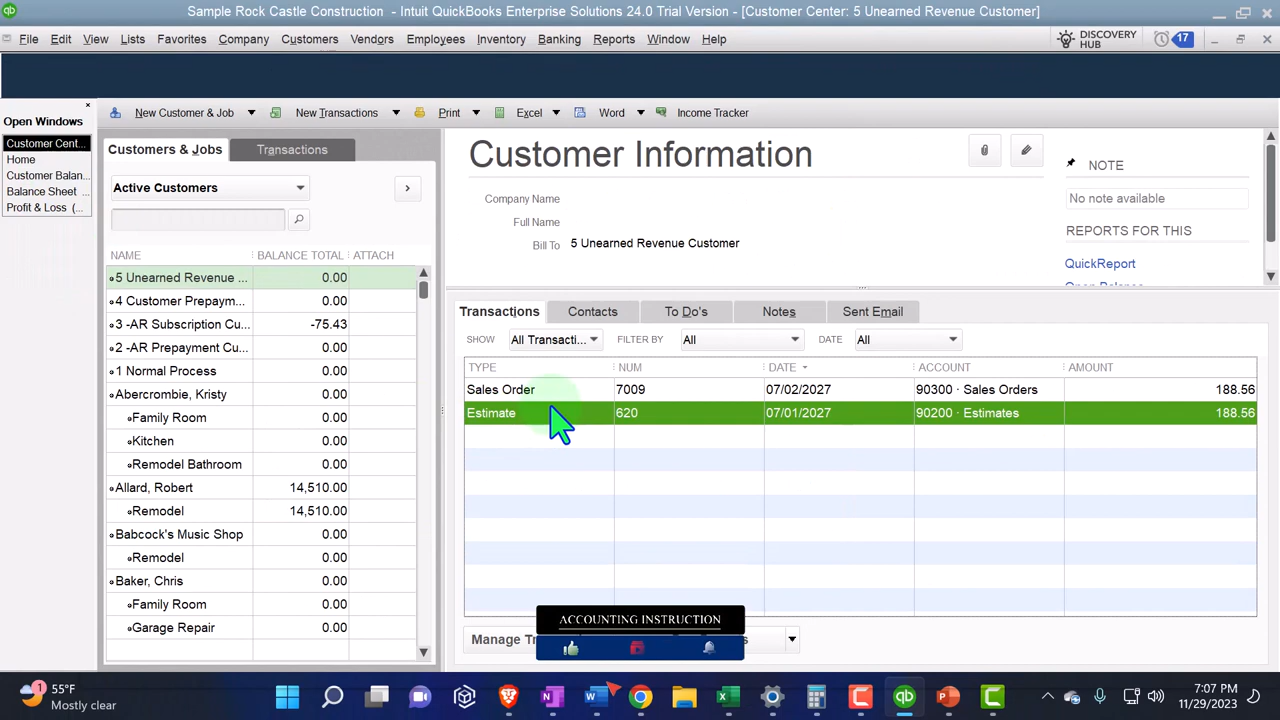 Sample Rock Castle Construction - Intuit QuickBooks Enterprise Solutions 24.0 Trial Version - [Customer Center: 5 Unearned Revenue Customer]
File Edit View Lists Favorites Company Customers Vendors Employees Inventory Banking Reports Window Help DISCOVERY HUB 17
New Customer & Job New Transactions Print Excel Word Income Tracker
Open Windows
Customer Cent...
Home
Customer Balan...
Balance Sheet ...
Profit & Loss (...
Customers & Jobs Transactions
Active Customers
NAME BALANCE TOTAL ATTACH
5 Unearned Revenue ... 0.00
4 Customer Prepaym... 0.00
3 -AR Subscription Cu... -75.43
2 -AR Prepayment Cu... 0.00
1 Normal Process 0.00
Abercrombie, Kristy 0.00
Family Room 0.00
Kitchen 0.00
Remodel Bathroom 0.00
Allard, Robert 14,510.00
Remodel 14,510.00
Babcock's Music Shop 0.00
Remodel 0.00
Baker, Chris 0.00
Family Room 0.00
Garage Repair 0.00
Customer Information
Company Name
Full Name
Bill To 5 Unearned Revenue Customer
NOTE
No note available
REPORTS FOR THIS
QuickReport
Transactions Contacts To Do's Notes Sent Email
SHOW All Transacti... FILTER BY All DATE All
TYPE NUM DATE ACCOUNT AMOUNT
Sales Order 7009 07/02/2027 90300 · Sales Orders 188.56
Estimate 620 07/01/2027 90200 · Estimates 188.56
Manage Tr
ACCOUNTING INSTRUCTION
1 55°F
Mostly clear
7:07 PM
11/29/2023